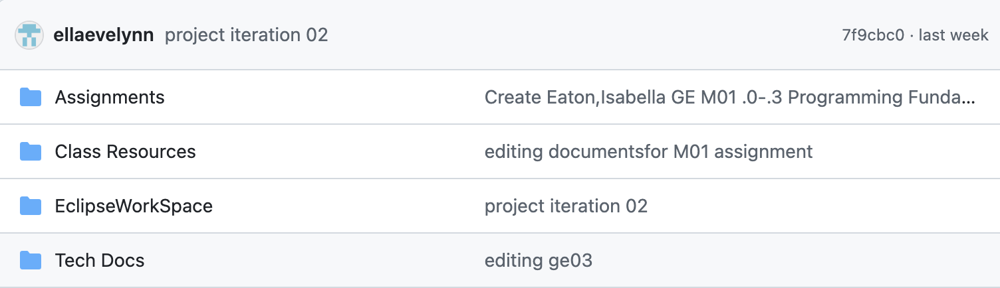 ellaevelynn project iteration 02 7f9cbc0 · last week
Assignments Create Eaton,Isabella GE M01 .0-.3 Programming Funda...
Class Resources editing documentsfor M01 assignment
EclipseWorkSpace project iteration 02
Tech Docs editing ge03